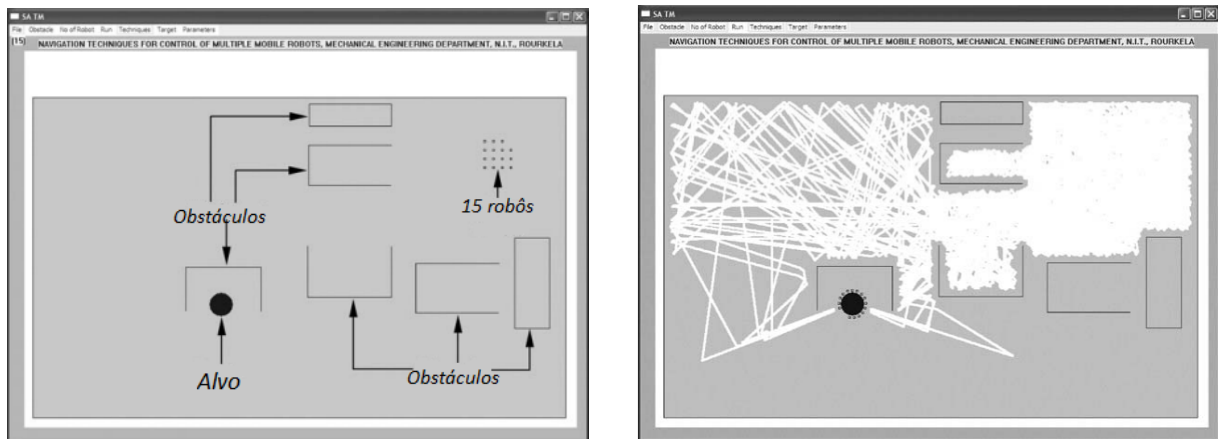 SA TM
File Obstacle No of Robot Run Techniques Target Parameters
(15) NAVIGATION TECHNIQUES FOR CONTROL OF MULTIPLE MOBILE ROBOTS, MECHANICAL ENGINEERING DEPARTMENT, N.I.T., ROURKELA
Obstáculos
15 robôs
Alvo
Obstáculos
SA TM
File Obstacle No of Robot Run Techniques Target Parameters
NAVIGATION TECHNIQUES FOR CONTROL OF MULTIPLE MOBILE ROBOTS, MECHANICAL ENGINEERING DEPARTMENT, N.I.T., ROURKELA